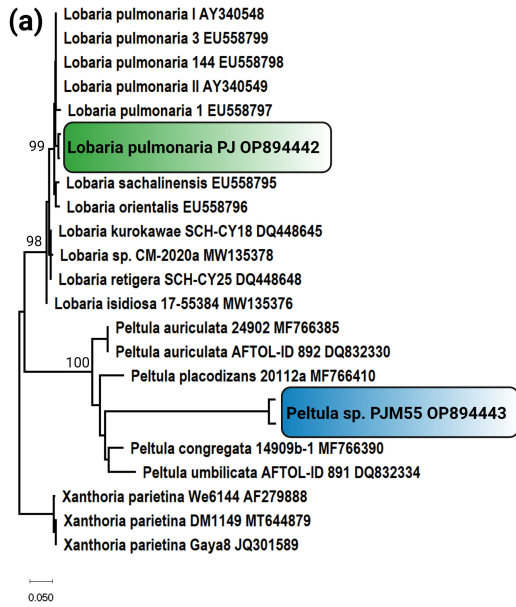 (a)
Lobaria pulmonaria I AY340548
Lobaria pulmonaria 3 EU558799
Lobaria pulmonaria 144 EU558798
Lobaria pulmonaria II AY340549
Lobaria pulmonaria 1 EU558797
99
Lobaria pulmonaria PJ OP894442
Lobaria sachalinensis EU558795
Lobaria orientalis EU558796
Lobaria kurokawae SCH-CY18 DQ448645
98
Lobaria sp. CM-2020a MW135378
Lobaria retigera SCH-CY25 DQ448648
Lobaria isidiosa 17-55384 MW135376
Peltula auriculata 24902 MF766385
Peltula auriculata AFTOL-ID 892 DQ832330
100
Peltula placodizans 20112a MF766410
Peltula sp. PJM55 OP894443
Peltula congregata 14909b-1 MF766390
Peltula umbilicata AFTOL-ID 891 DQ832334
Xanthoria parietina We6144 AF279888
Xanthoria parietina DM1149 MT644879
Xanthoria parietina Gaya8 JQ301589
0.050